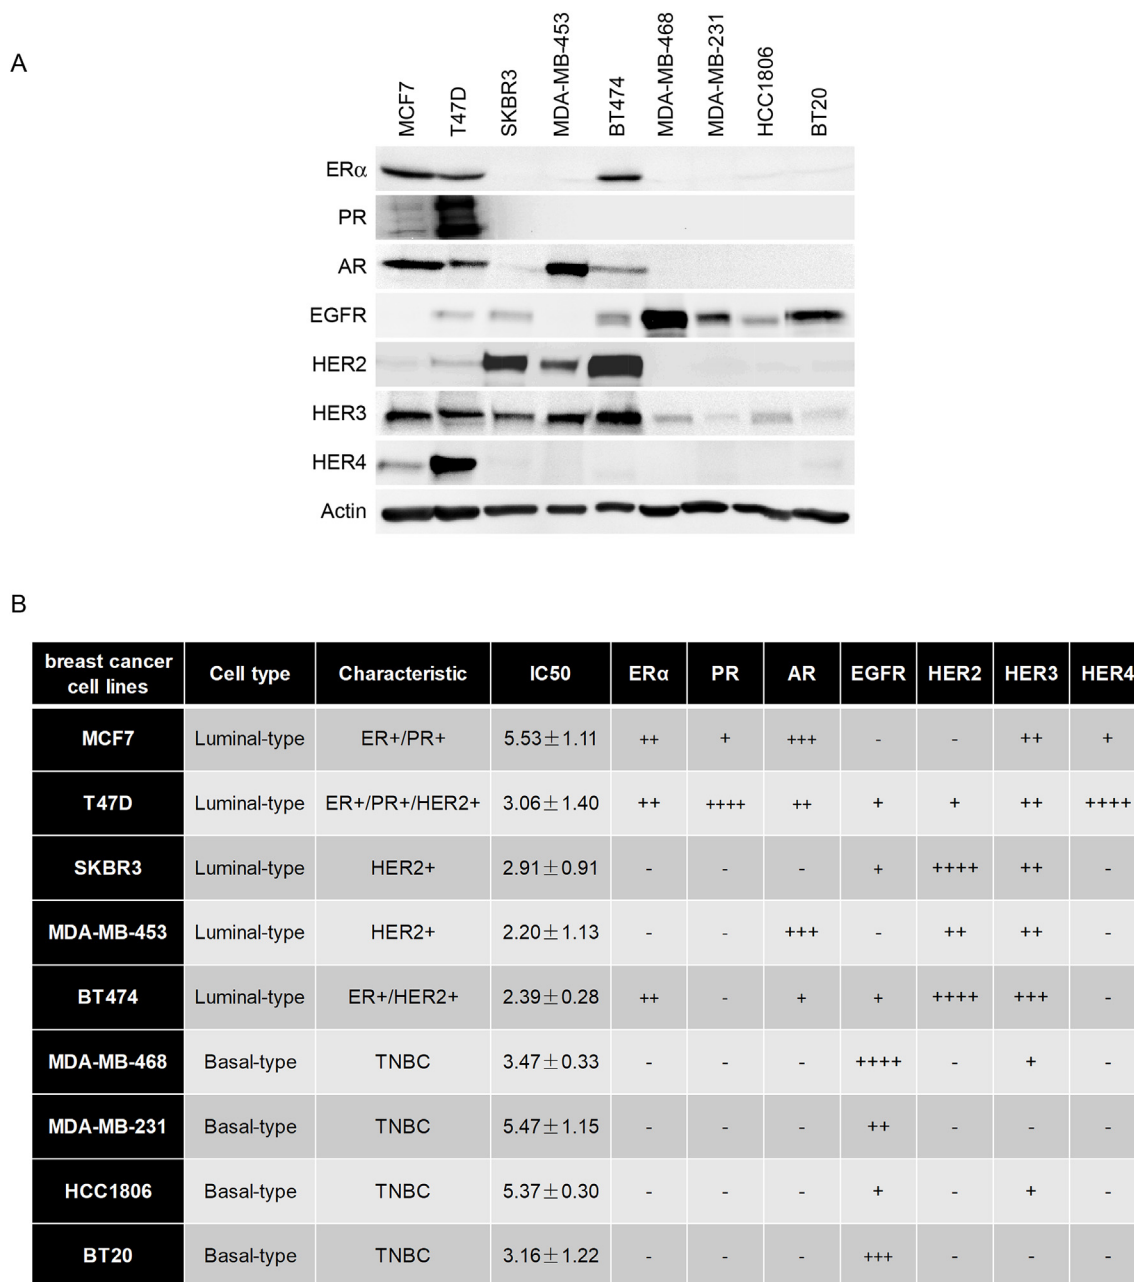 A
MCF7
T47D
SKBR3
MDA-MB-453
BT474
MDA-MB-468
MDA-MB-231
HCC1806
BT20
ERα
PR
AR
EGFR
HER2
HER3
HER4
Actin
B
breast cancer cell lines Cell type Characteristic IC50 ERα PR AR EGFR HER2 HER3 HER4
MCF7 Luminal-type ER+/PR+ 5.53±1.11 ++ + +++ - - ++ +
T47D Luminal-type ER+/PR+/HER2+ 3.06±1.40 ++ ++++ ++ + + ++ ++++
SKBR3 Luminal-type HER2+ 2.91±0.91 - - - + ++++ ++ -
MDA-MB-453 Luminal-type HER2+ 2.20±1.13 - - +++ - ++ ++ -
BT474 Luminal-type ER+/HER2+ 2.39±0.28 ++ - + + ++++ +++ -
MDA-MB-468 Basal-type TNBC 3.47±0.33 - - - ++++ - + -
MDA-MB-231 Basal-type TNBC 5.47±1.15 - - - ++ - - -
HCC1806 Basal-type TNBC 5.37±0.30 - - - + - + -
BT20 Basal-type TNBC 3.16±1.22 - - - +++ - - -